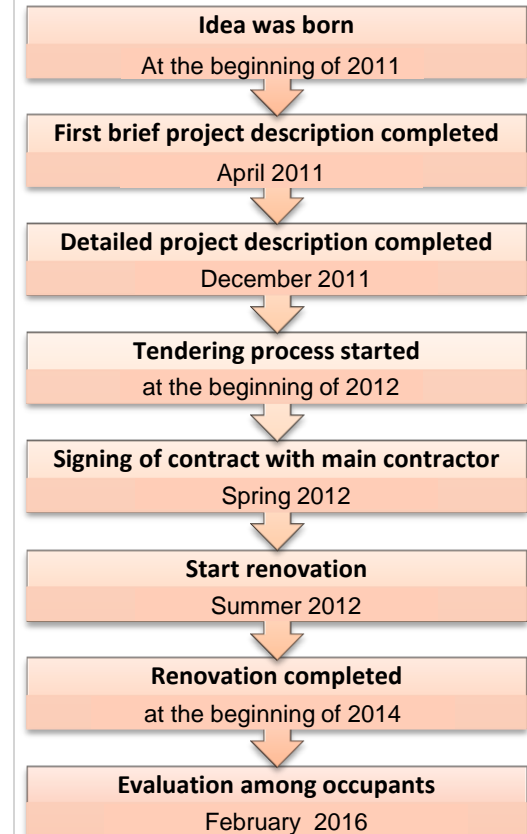 Idea was born
At the beginning of 2011
First brief project description completed
April 2011
Detailed project description completed
December 2011
Tendering process started
at the beginning of 2012
Signing of contract with main contractor
Spring 2012
Start renovation
Summer 2012
Renovation completed
at the beginning of 2014
Evaluation among occupants
February 2016